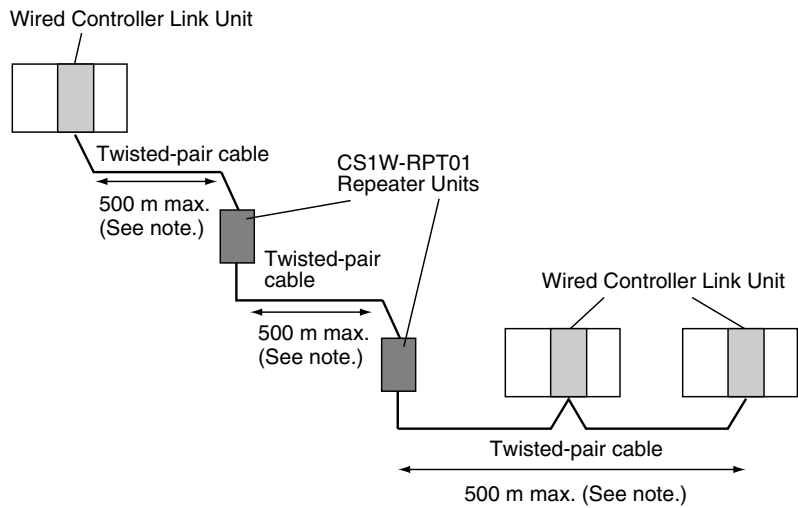 Wired Controller Link Unit
Twisted-pair cable
500 m max.
(See note.)
CS1W-RPT01
Repeater Units
Twisted-pair
cable
500 m max.
(See note.)
Wired Controller Link Unit
Twisted-pair cable
500 m max. (See note.)